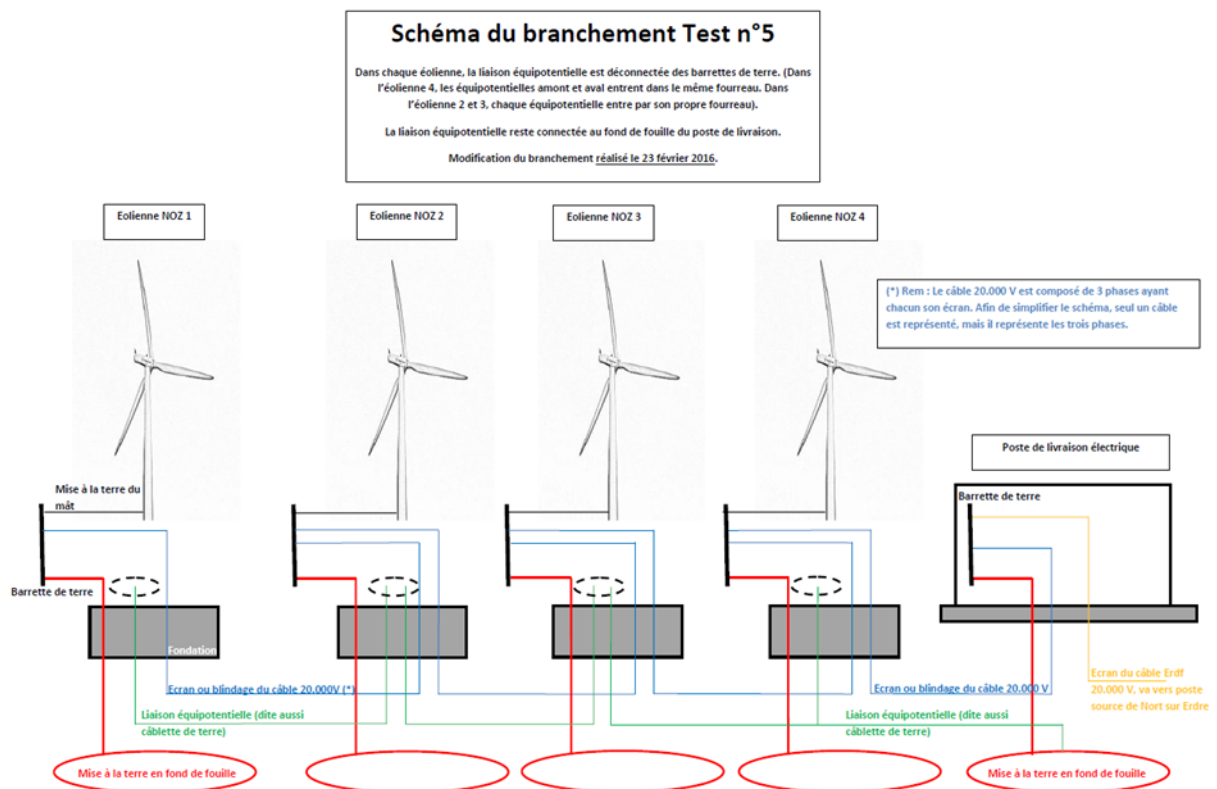 Schéma du branchement Test n°5
Dans chaque éolienne, la liaison équipotentielle est déconnectée des barrettes de terre. (Dans
l'éolienne 4, les équipotentielles amont et aval entrent dans le même fourreau. Dans
l'éolienne 2 et 3, chaque équipotentielle entre par son propre fourreau).
La liaison équipotentielle reste connectée au fond de fouille du poste de livraison.
Modification du branchement réalisé le 23 février 2016.
Eolienne NOZ 1
Eolienne NOZ 2
Eolienne NOZ 3
Eolienne NOZ 4
(*) Rem : Le câble 20.000 V est composé de 3 phases ayant
chacun son écran. Afin de simplifier le schéma, seul un câble
est représenté, mais il représente les trois phases.
Poste de livraison électrique
Mise à la terre du
mât
Barrette de terre
Barrette de terre
Fondation
Ecran ou blindage du câble 20.000V (*)
Ecran ou blindage du câble 20.000 V
Ecran du câble Erdf
20.000 V, va vers poste
source de Nort sur Erdre
Liaison équipotentielle (dite aussi
câblette de terre)
Liaison équipotentielle (dite aussi
câblette de terre)
Mise à la terre en fond de fouille
Mise à la terre en fond de fouille